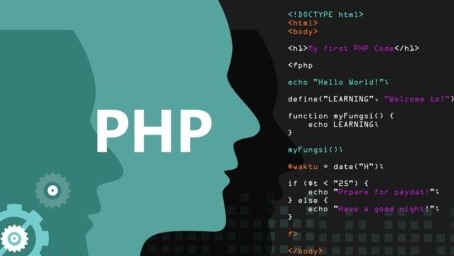 PHP
<!DOCTYPE html>
<html>
<body>
<h1>My first PHP Code</h1>
<?php
echo "Hello World!";
define("LEARNING", "Welcome to!")
function myFungsi() {
echo LEARNING;
}
myFungsi();
$waktu = date("H");
if ($t < "25") {
echo "Prpare for paydat!";
} else {
echo "Have a good night!";
}
?>
</body>